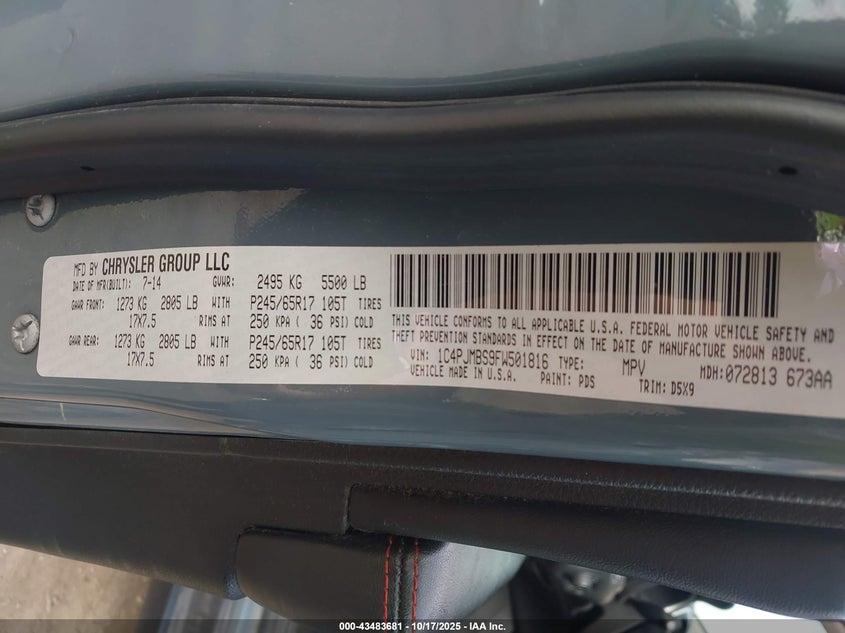 MFD BY CHRYSLER GROUP LLC
DATE OF MFR(BUILT): 7-14 GVWR: 2495 KG 5500 LB
GAWR FRONT: 1273 KG 2805 LB WITH P245/65R17 105T TIRES
17X7.5 RIMS AT 250 KPA ( 36 PSI) COLD
GAWR REAR: 1273 KG 2805 LB WITH P245/65R17 105T TIRES
17X7.5 RIMS AT 250 KPA ( 36 PSI) COLD
THIS VEHICLE CONFORMS TO ALL APPLICABLE U.S.A. FEDERAL MOTOR VEHICLE SAFETY AND
THEFT PREVENTION STANDARDS IN EFFECT ON THE DATE OF MANUFACTURE SHOWN ABOVE.
VIN: 1C4PJMBS9FW501816 TYPE: MPV MDH: 072813 673AA
VEHICLE MADE IN U.S.A. PAINT: PDS TRIM: D5X9
000-43483681 - 10/17/2025 - IAA Inc.